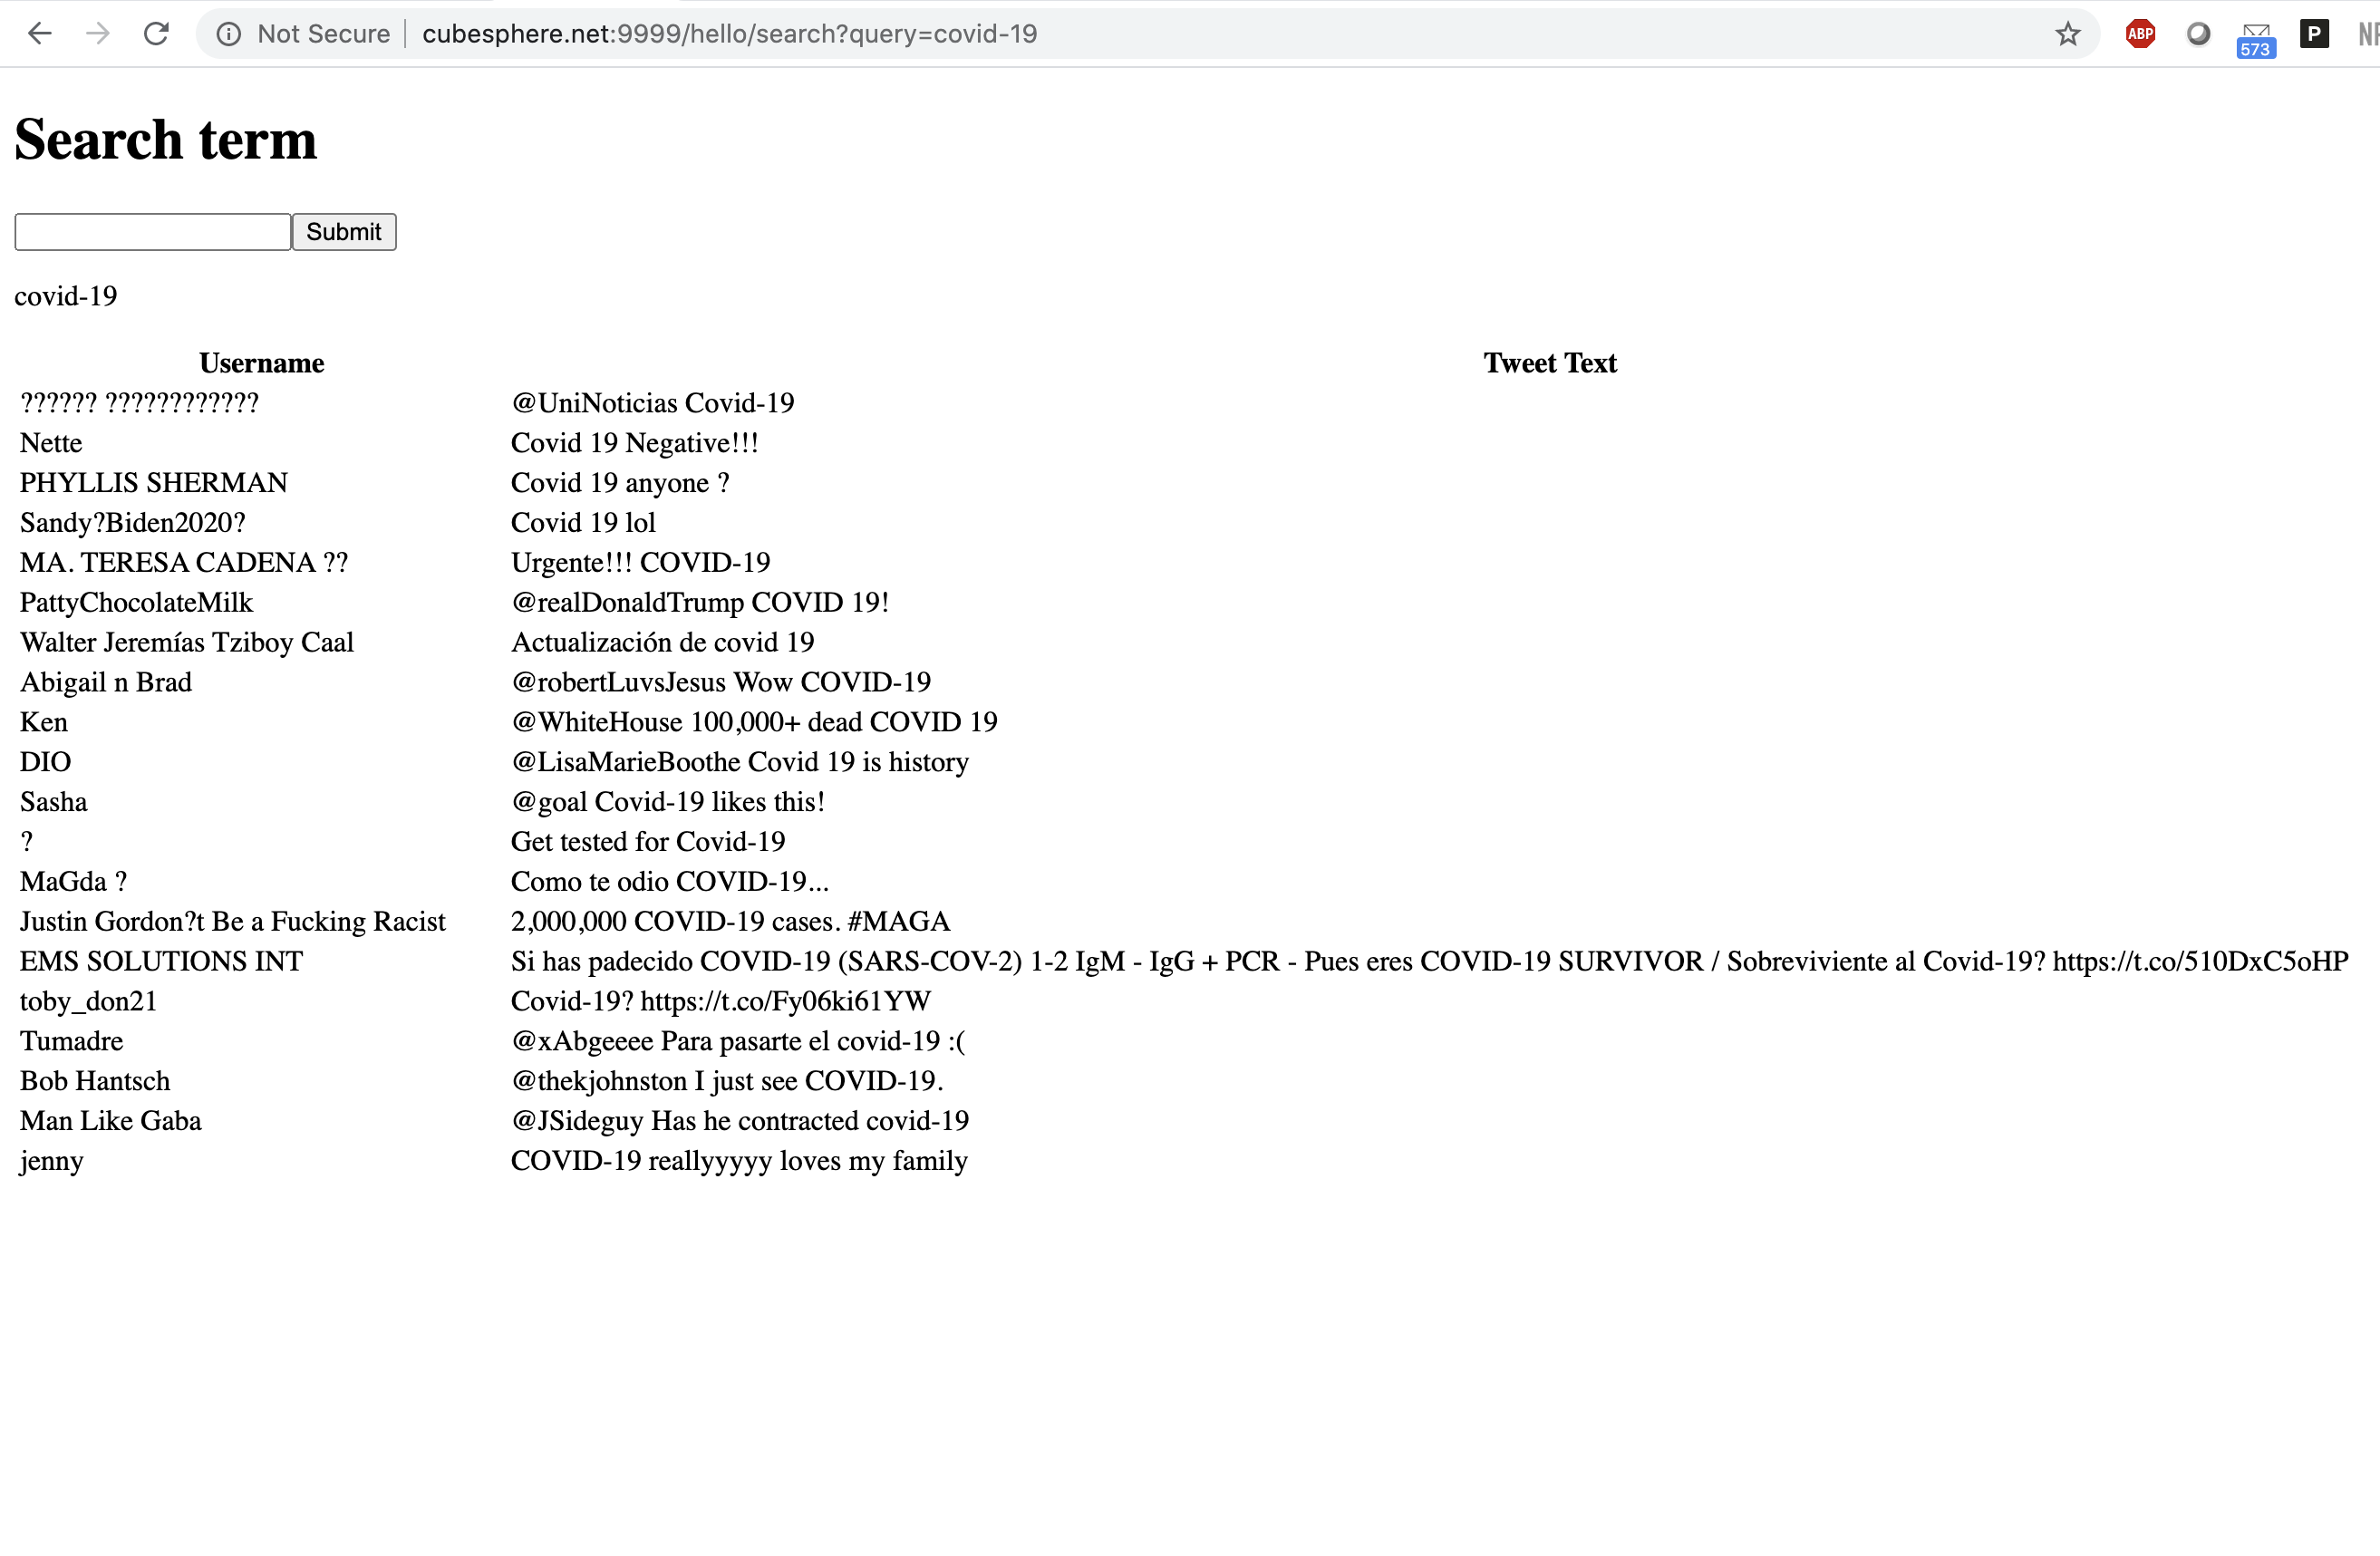 Not Secure cubesphere.net:9999/hello/search?query=covid-19 ABP 573 P
Search term
Submit
covid-19
Username Tweet Text
?????? ???????????? @UniNoticias Covid-19
Nette Covid 19 Negative!!!
PHYLLIS SHERMAN Covid 19 anyone ?
Sandy?Biden2020? Covid 19 lol
MA. TERESA CADENA ?? Urgente!!! COVID-19
PattyChocolateMilk @realDonaldTrump COVID 19!
Walter Jeremías Tziboy Caal Actualización de covid 19
Abigail n Brad @robertLuvsJesus Wow COVID-19
Ken @WhiteHouse 100,000+ dead COVID 19
DIO @LisaMarieBoothe Covid 19 is history
Sasha @goal Covid-19 likes this!
? Get tested for Covid-19
MaGda ? Como te odio COVID-19...
Justin Gordon?t Be a Fucking Racist 2,000,000 COVID-19 cases. #MAGA
EMS SOLUTIONS INT Si has padecido COVID-19 (SARS-COV-2) 1-2 IgM - IgG + PCR - Pues eres COVID-19 SURVIVOR / Sobreviviente al Covid-19? https://t.co/510DxC5oHP
toby_don21 Covid-19? https://t.co/Fy06ki61YW
Tumadre @xAbgeeee Para pasarte el covid-19 :(
Bob Hantsch @thekjohnston I just see COVID-19.
Man Like Gaba @JSideguy Has he contracted covid-19
jenny COVID-19 reallyyyyy loves my family